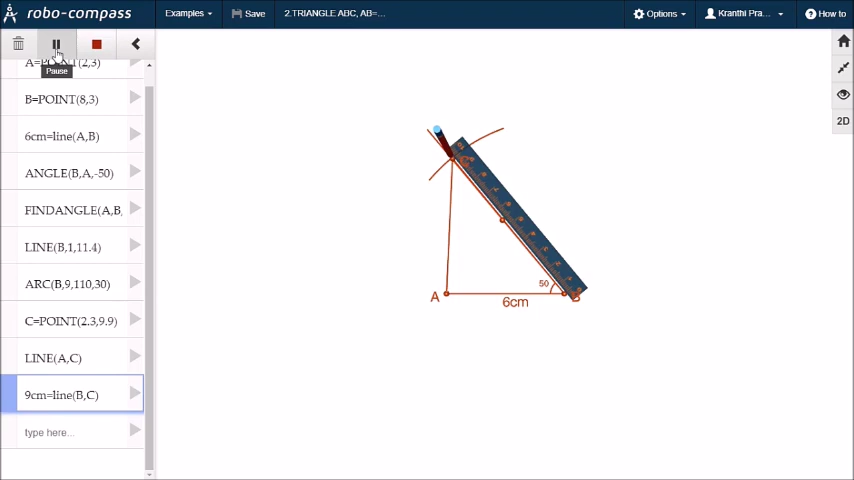 robo-compass
Examples
Save
2.TRIANGLE ABC, AB=...
Options
Kranthi Pra...
How to
Pause
A=POINT(2,3)
B=POINT(8,3)
6cm=line(A,B)
ANGLE(B,A,-50)
FINDANGLE(A,B,
LINE(B,1,11.4)
ARC(B,9,110,30)
C=POINT(2.3,9.9)
LINE(A,C)
9cm=line(B,C)
type here...
2D
50
A
B
6cm